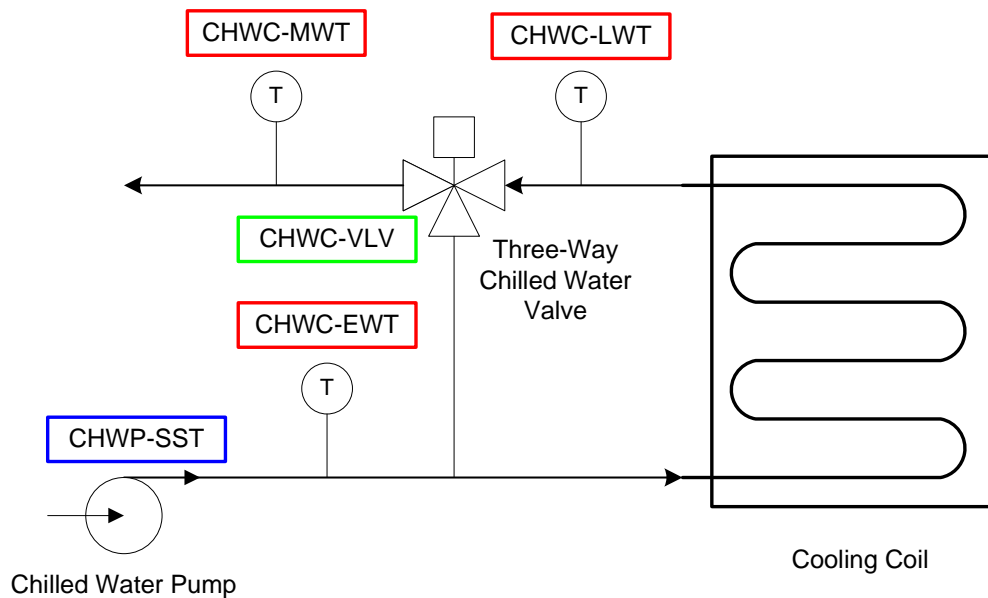 CHWC-MWT
CHWC-LWT
T
T
CHWC-VLV
Three-Way
Chilled Water
Valve
CHWC-EWT
T
CHWP-SST
Cooling Coil
Chilled Water Pump